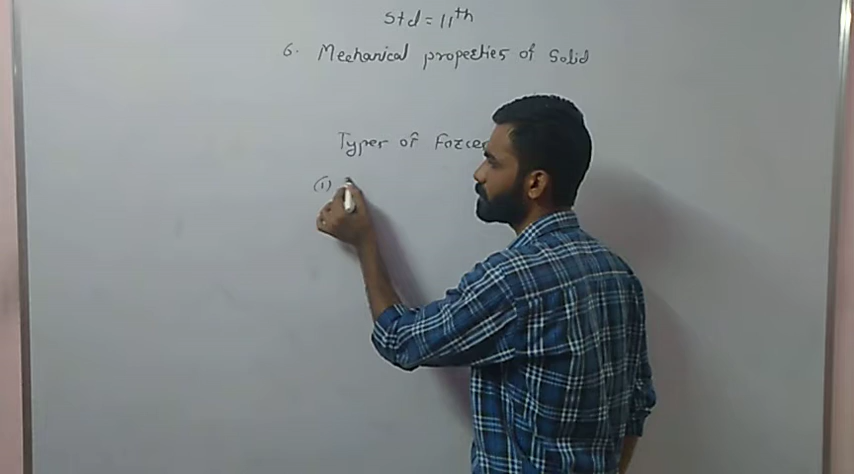 Std = 11th
6. Mechanical properties of Solid
Types of Forces
(1)